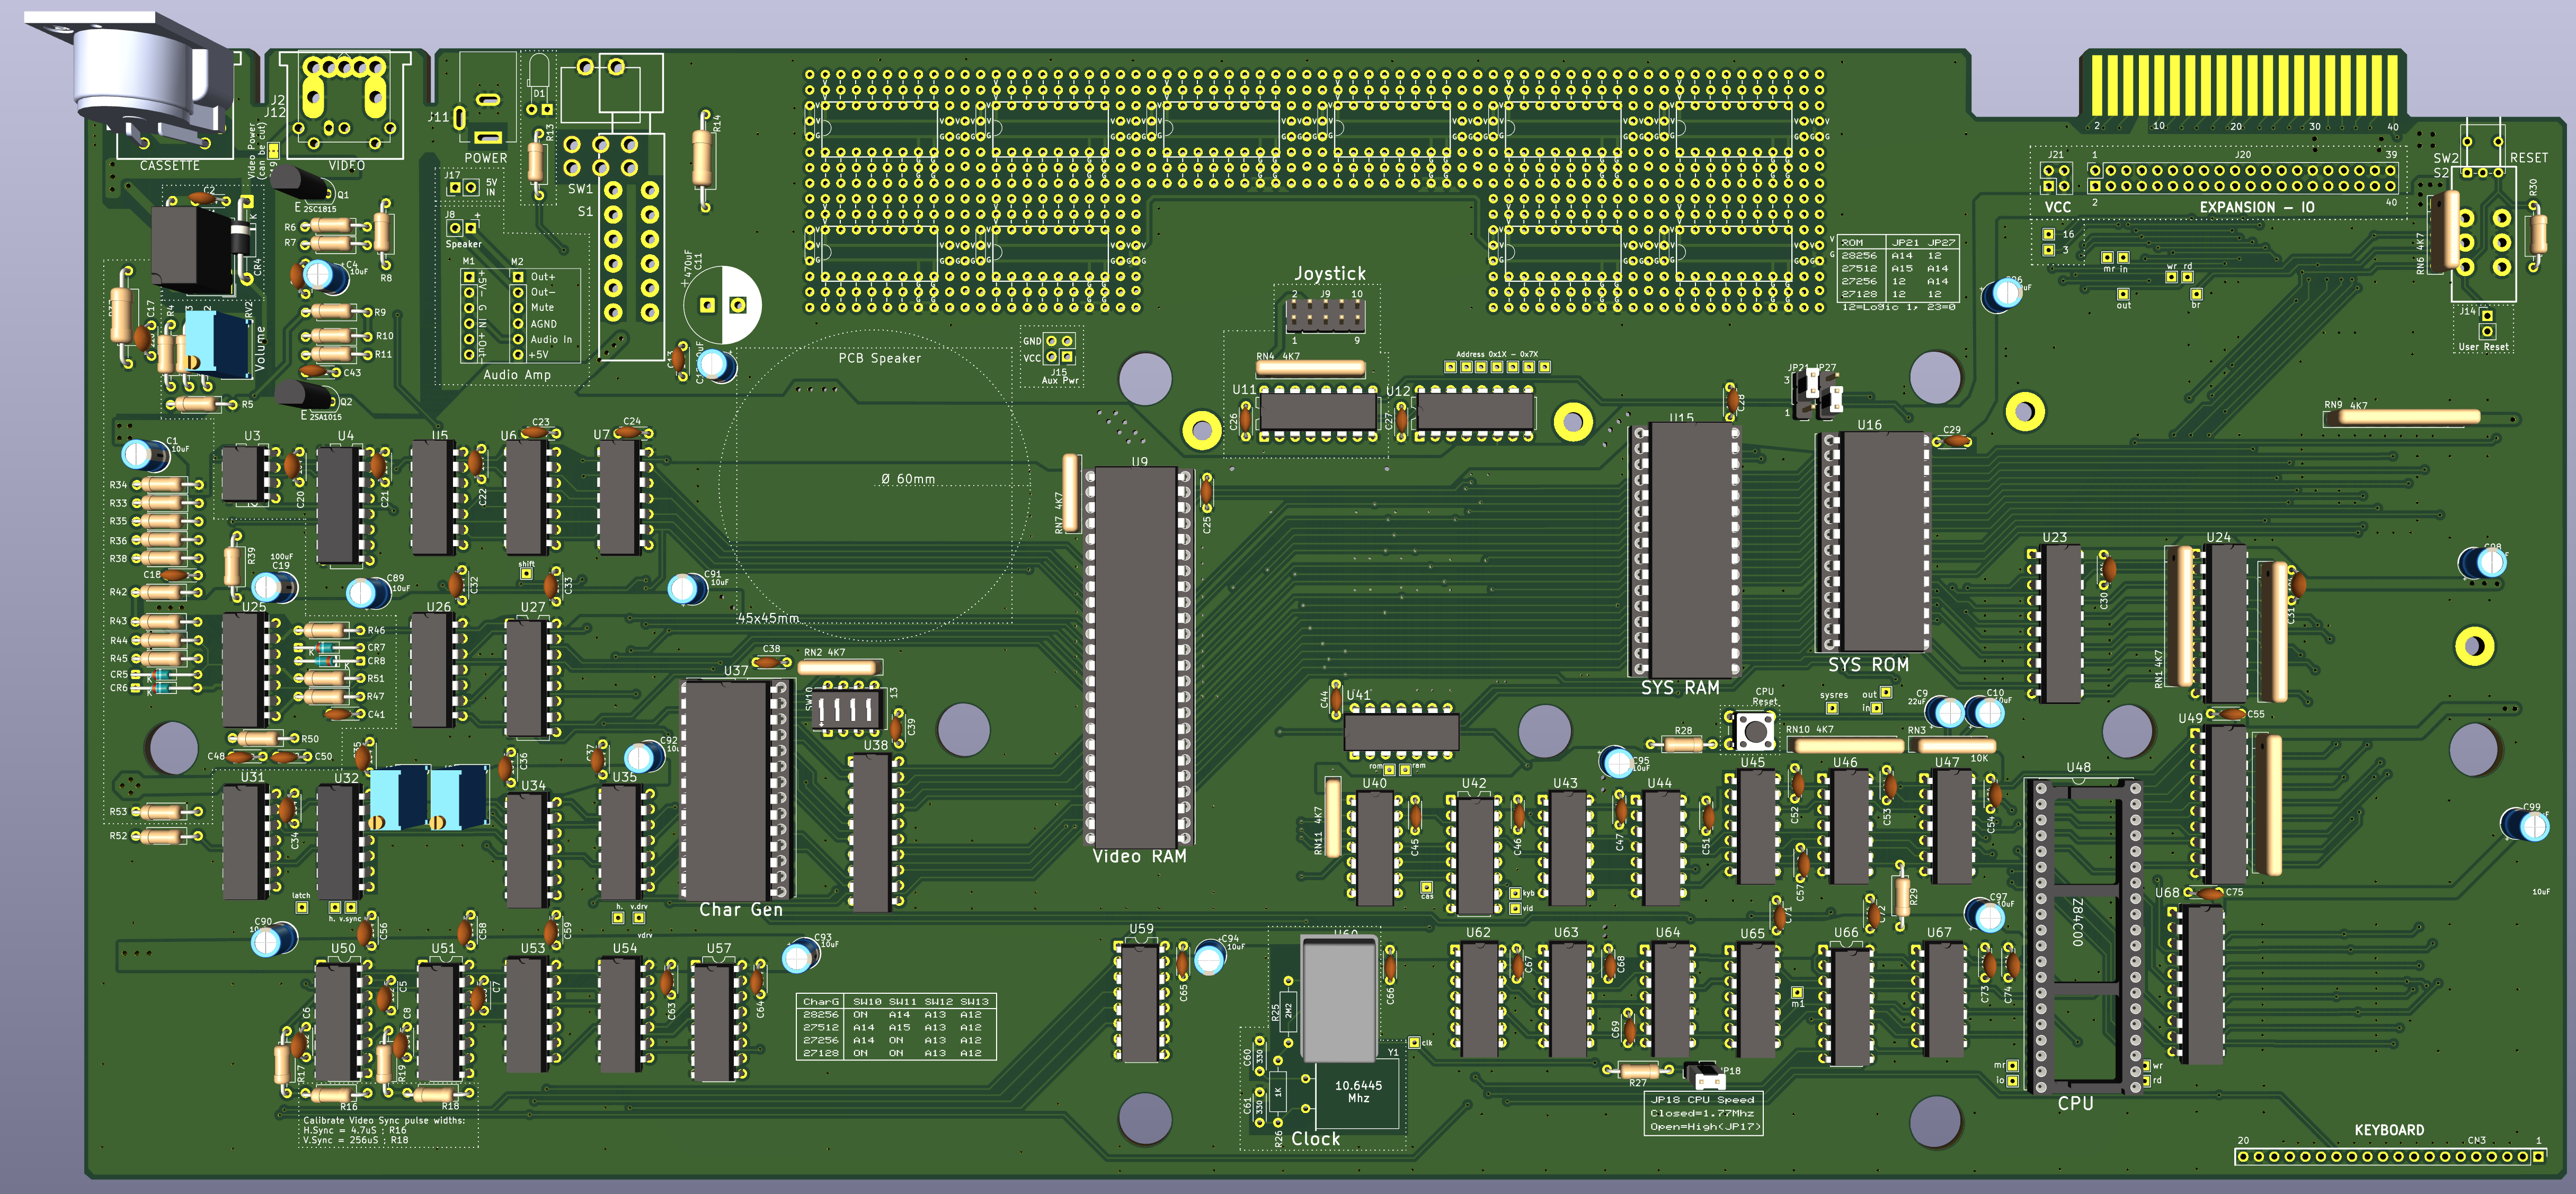 J2
J12
CASSETTE
Video Power
(can be cut)
J19
VIDEO
J11
POWER
D1
R13
R14
SW1
S1
J17
5V
IN
J8
+
Speaker
M1
M2
Out+
Out-
Mute
AGND
Audio In
+5V
Audio Amp
C2
Q1
E 2SC1815
R6
R7
R8
C4
10uF
CR4
RV2
Volume
C17
R4
R9
R10
R11
C43
Q2
E 2SA1015
R5
+470uF
C11
PCB Speaker
Ø 60mm
45x45mm
GND
VCC
J15
Aux Pwr
Joystick
2 J9 10
1 9
RN4 4K7
U11
U12
C26
C27
Address 0x1X - 0x7X
ROM JP21 JP27
28256 A14 12
27512 A15 A14
27256 12 A14
27128 12 12
12=Logic 1, 23=0
2 10 20 30 40
J21
1 J20 39
2 40
VCC
EXPANSION - IO
16
3
mr in
wr rd
out
br
SW2
S2
RESET
R30
RN6 4K7
J14
User Reset
JP21
JP27
3
1
C28
U15
SYS RAM
U16
SYS ROM
C29
RN9 4K7
C1
10uF
U3
U4
U5
U6
U7
C23
C24
C20
C21
C22
R34
R33
R35
R36
R38
C18
R42
R39
100uF
C19
C89
10uF
C32
shift
C33
C91
10uF
RN7 4K7
U9
C25
Video RAM
U23
C30
U24
C31
RN1 4K7
R43
R44
R45
CR5
CR6
U25
R46
CR7
CR8
R51
R47
C41
U26
U27
C38
RN2 4K7
U37
Char Gen
SW10
13
C39
U38
R50
C48
C50
C36
C37
C92
U31
U32
U34
U35
C34
R53
R52
latch
h. v.sync
h. v.drv
vdrv
C44
U41
rom
ram
C95
10uF
R28
CPU
Reset
sysres
out
in
C9
22uF
C10
10uF
RN10 4K7
RN3
10K
U49
C55
RN11 4K7
U40
U42
U43
U44
U45
U46
U47
U48
C45
C46
C47
C51
C52
C53
C54
C57
cas
kyb
vid
C71
C72
R29
C97
Z84C00
CPU
C99
10uF
U68
C75
C90
C56
C58
C59
U50
U51
U53
U54
U57
C93
10uF
C5
C7
C6
C8
C63
C64
R17
R19
R16
R18
Calibrate Video Sync pulse widths:
H.Sync = 4.7uS ; R16
V.Sync = 256uS ; R18
CharG SW10 SW11 SW12 SW13
28256 ON A14 A13 A12
27512 A14 A15 A13 A12
27256 A14 ON A13 A12
27128 ON ON A13 A12
U59
C65
C94
10uF
U60
C66
R25
2M2
C60
330
C61
330
1K
R26
Y1
10.6445
Mhz
Clock
clk
U62
U63
U64
U65
U66
U67
C67
C68
C69
m1
C73
C74
R27
JP18
JP18 CPU Speed
Closed=1.77Mhz
Open=High(JP17)
mr
io
wr
rd
KEYBOARD
20 CN3 1